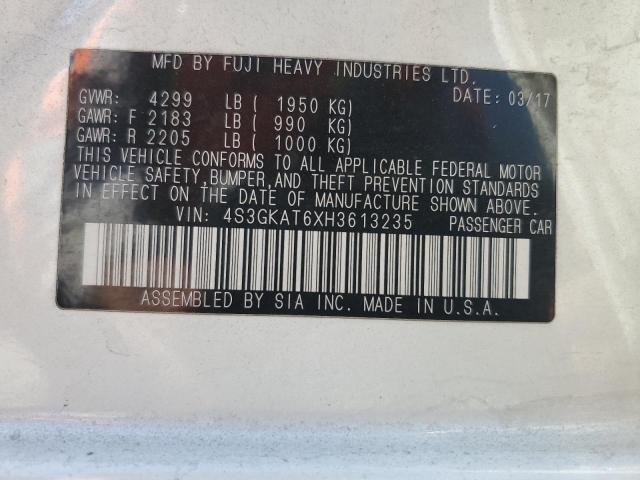 MFD BY FUJI HEAVY INDUSTRIES LTD.
DATE: 03/17
GVWR: 4299 LB ( 1950 KG)
GAWR: F 2183 LB ( 990 KG)
GAWR: R 2205 LB ( 1000 KG)
THIS VEHICLE CONFORMS TO ALL APPLICABLE FEDERAL MOTOR
VEHICLE SAFETY,BUMPER,AND THEFT PREVENTION STANDARDS
IN EFFECT ON THE DATE OF MANUFACTURE SHOWN ABOVE.
VIN: 4S3GKAT6XH3613235 PASSENGER CAR
ASSEMBLED BY SIA INC. MADE IN U.S.A.